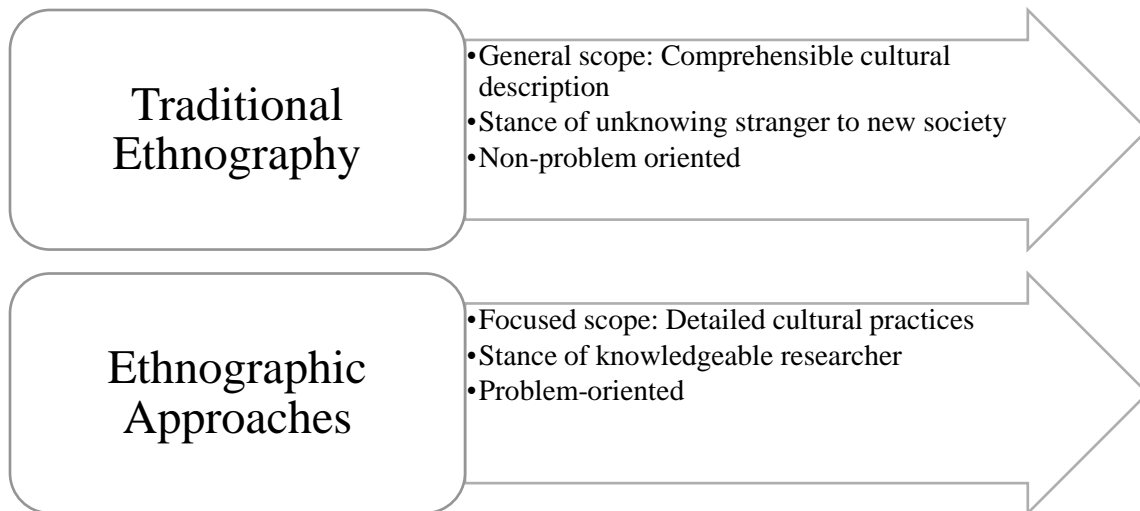 Traditional
Ethnography
•General scope: Comprehensible cultural
description
•Stance of unknowing stranger to new society
•Non-problem oriented
Ethnographic
Approaches
•Focused scope: Detailed cultural practices
•Stance of knowledgeable researcher
•Problem-oriented